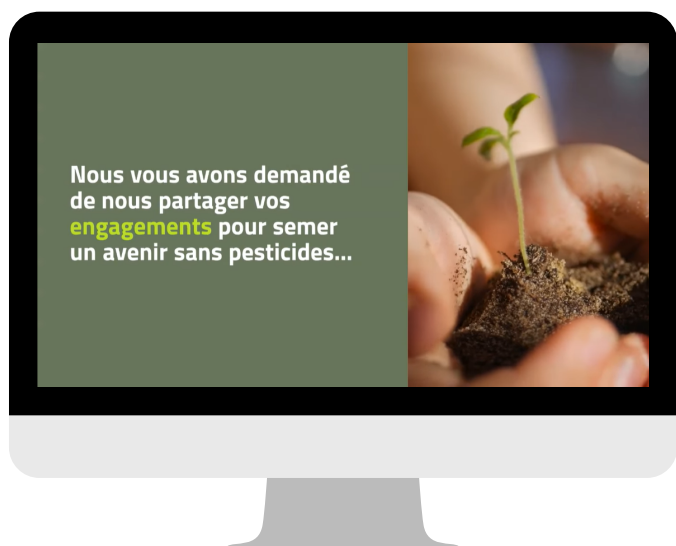 Nous vous avons demandé
de nous partager vos
engagements pour semer
un avenir sans pesticides...